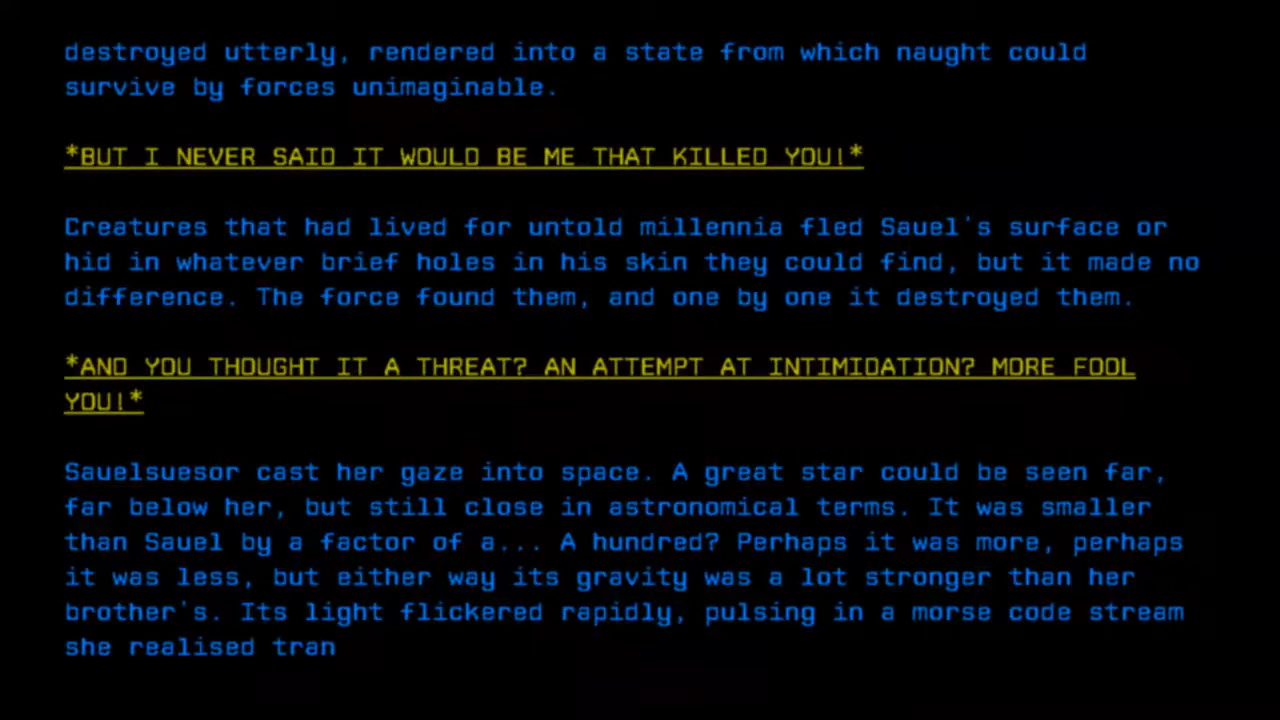 destroyed utterly, rendered into a state from which naught could
survive by forces unimaginable.
*BUT I NEVER SAID IT WOULD BE ME THAT KILLED YOU!*
Creatures that had lived for untold millennia fled Sauel's surface or
hid in whatever brief holes in his skin they could find, but it made no
difference. The force found them, and one by one it destroyed them.
*AND YOU THOUGHT IT A THREAT? AN ATTEMPT AT INTIMIDATION? MORE FOOL
YOU!*
Sauelsuesor cast her gaze into space. A great star could be seen far,
far below her, but still close in astronomical terms. It was smaller
than Sauel by a factor of a... A hundred? Perhaps it was more, perhaps
it was less, but either way its gravity was a lot stronger than her
brother's. Its light flickered rapidly, pulsing in a morse code stream
she realised tran